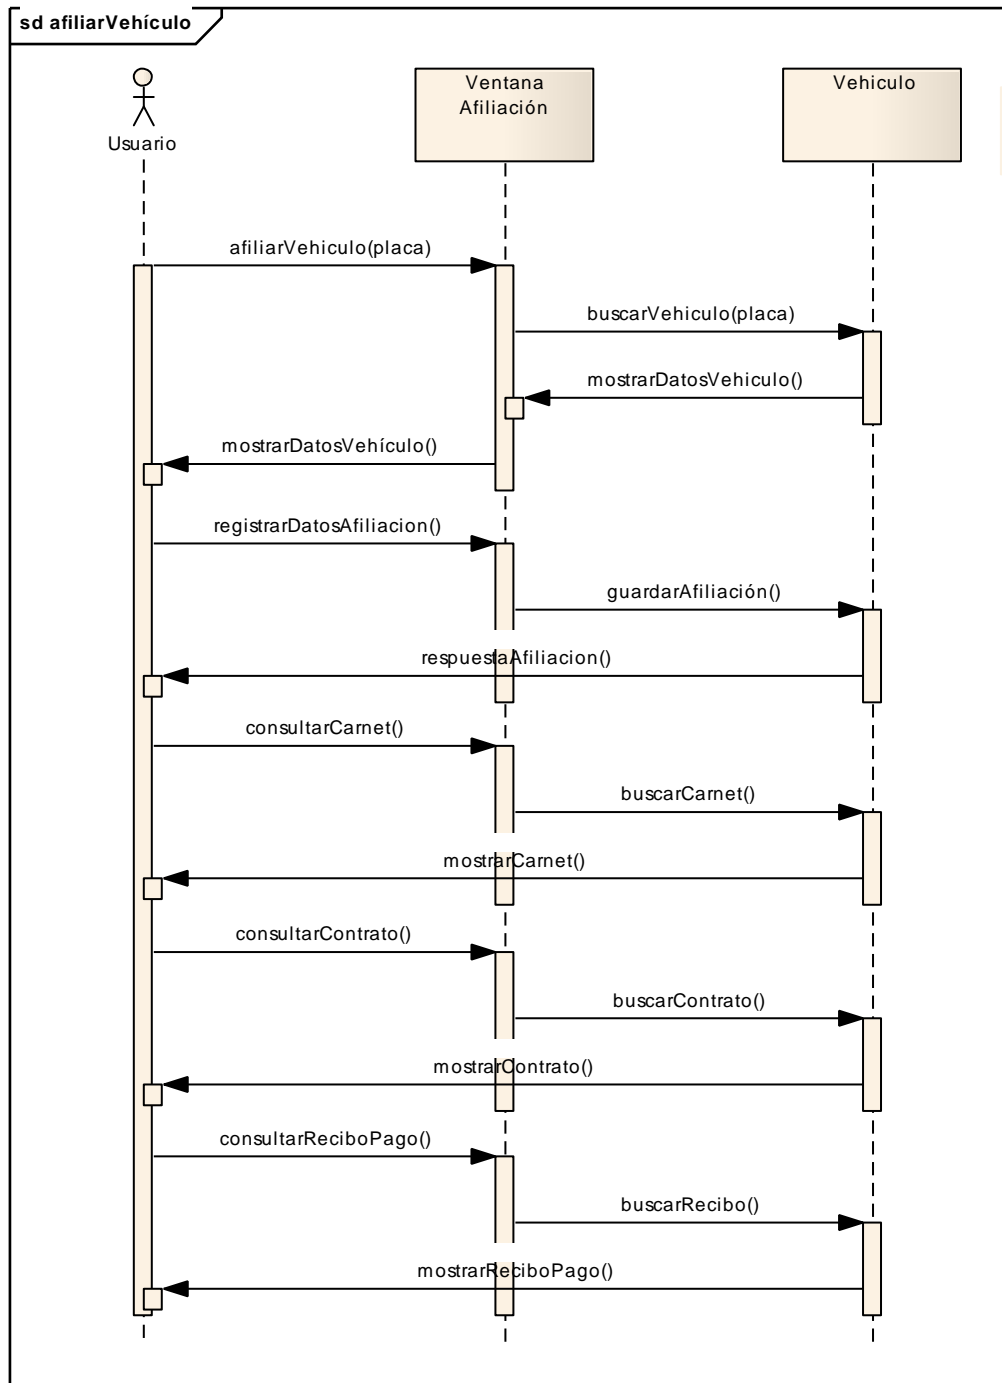 sd afiliarVehículo
Usuario
Ventana
Afiliación
Vehiculo
afiliarVehiculo(placa)
buscarVehiculo(placa)
mostrarDatosVehiculo()
mostrarDatosVehículo()
registrarDatosAfiliacion()
guardarAfiliación()
respuestaAfiliacion()
consultarCarnet()
buscarCarnet()
mostrarCarnet()
consultarContrato()
buscarContrato()
mostrarContrato()
consultarReciboPago()
buscarRecibo()
mostrarReciboPago()